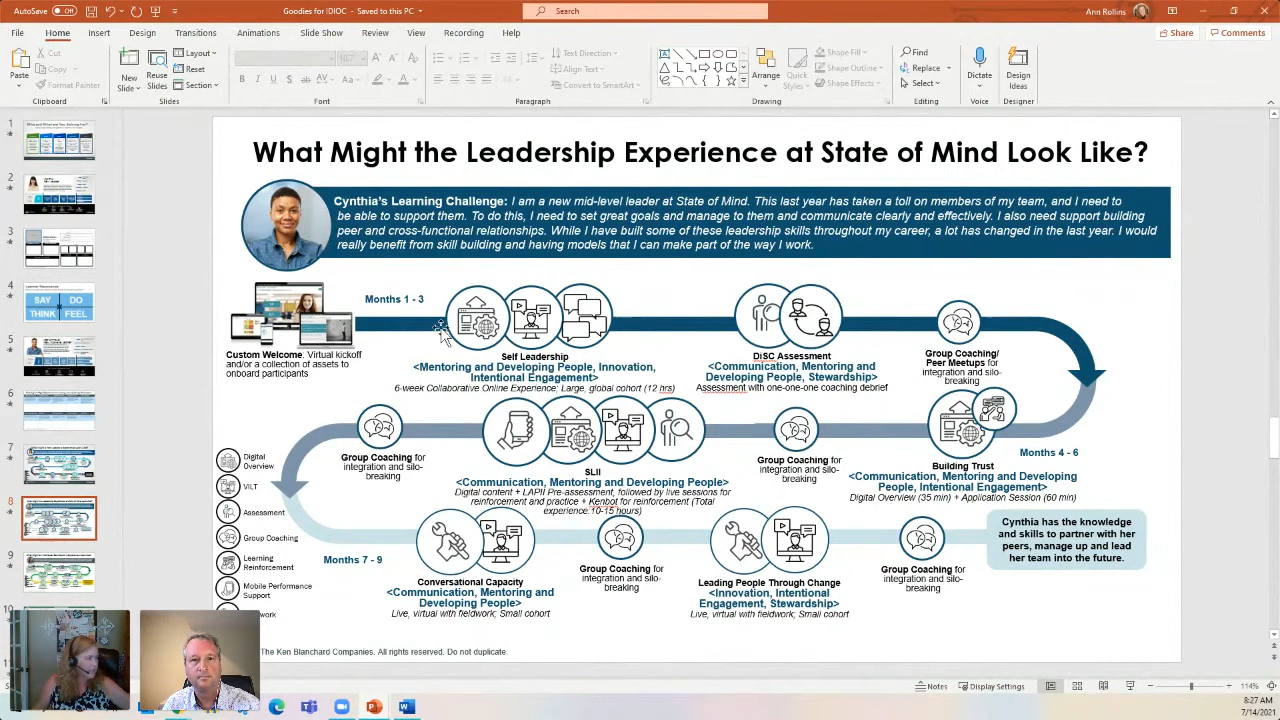 AutoSave Off Goodies for IDIOC - Saved to this PC Search Ann Rollins
File Home Insert Design Transitions Animations Slide Show Review View Recording Help Share Comments
Paste
Cut
Copy
Format Painter
Clipboard
New Slide
Reuse Slides
Layout
Reset
Section
Slides
Font
Text Direction
Align Text
Convert to SmartArt
Paragraph
Arrange
Quick Styles
Shape Fill
Shape Outline
Shape Effects
Drawing
Find
Replace
Select
Editing
Dictate
Voice
Design Ideas
Designer
1
2
3
4
5
6
7
8
9
SAY DO
THINK FEEL
What Might the Leadership Experience at State of Mind Look Like?
Cynthia's Learning Challenge: I am a new mid-level leader at State of Mind. This last year has taken a toll on members of my team, and I need to
be able to support them. To do this, I need to set great goals and manage to them and communicate clearly and effectively. I also need support building
peer and cross-functional relationships. While I have built some of these leadership skills throughout my career, a lot has changed in the last year. I would
really benefit from skill building and having models that I can make part of the way I work.
Months 1 - 3
Custom Welcome: Virtual kickoff
and/or a collection of assets to
onboard participants
Self Leadership
<Mentoring and Developing People, Innovation,
Intentional Engagement>
6-week Collaborative Online Experience; Large, global cohort (12 hrs)
DiSC Assessment
<Communication, Mentoring and
Developing People, Stewardship>
Assessment with one-one-one coaching debrief
Group Coaching/
Peer Meetups for
integration and silo-
breaking
Months 4 - 6
Building Trust
<Communication, Mentoring and Developing
People, Intentional Engagement>
Digital Overview (35 min) + Application Session (60 min)
Group Coaching for
integration and silo-
breaking
SLII
<Communication, Mentoring and Developing People>
Digital content + LAPII Pre-assessment, followed by live sessions for
reinforcement and practice + Kenbot for reinforcement (Total
experience:10-15 hours)
Group Coaching for
integration and silo-
breaking
Digital
Overview
VILT
Assessment
Group Coaching
Learning
Reinforcement
Mobile Performance
Support
Months 7 - 9
Conversational Capacity
<Communication, Mentoring and
Developing People>
Live, virtual with fieldwork; Small cohort
Group Coaching for
integration and silo-
breaking
Leading People Through Change
<Innovation, Intentional
Engagement, Stewardship>
Live, virtual with fieldwork; Small cohort
Group Coaching for
integration and silo-
breaking
Cynthia has the knowledge
and skills to partner with her
peers, manage up and lead
her team into the future.
The Ken Blanchard Companies. All rights reserved. Do not duplicate.
Notes Display Settings 114%
8:27 AM
7/14/2021